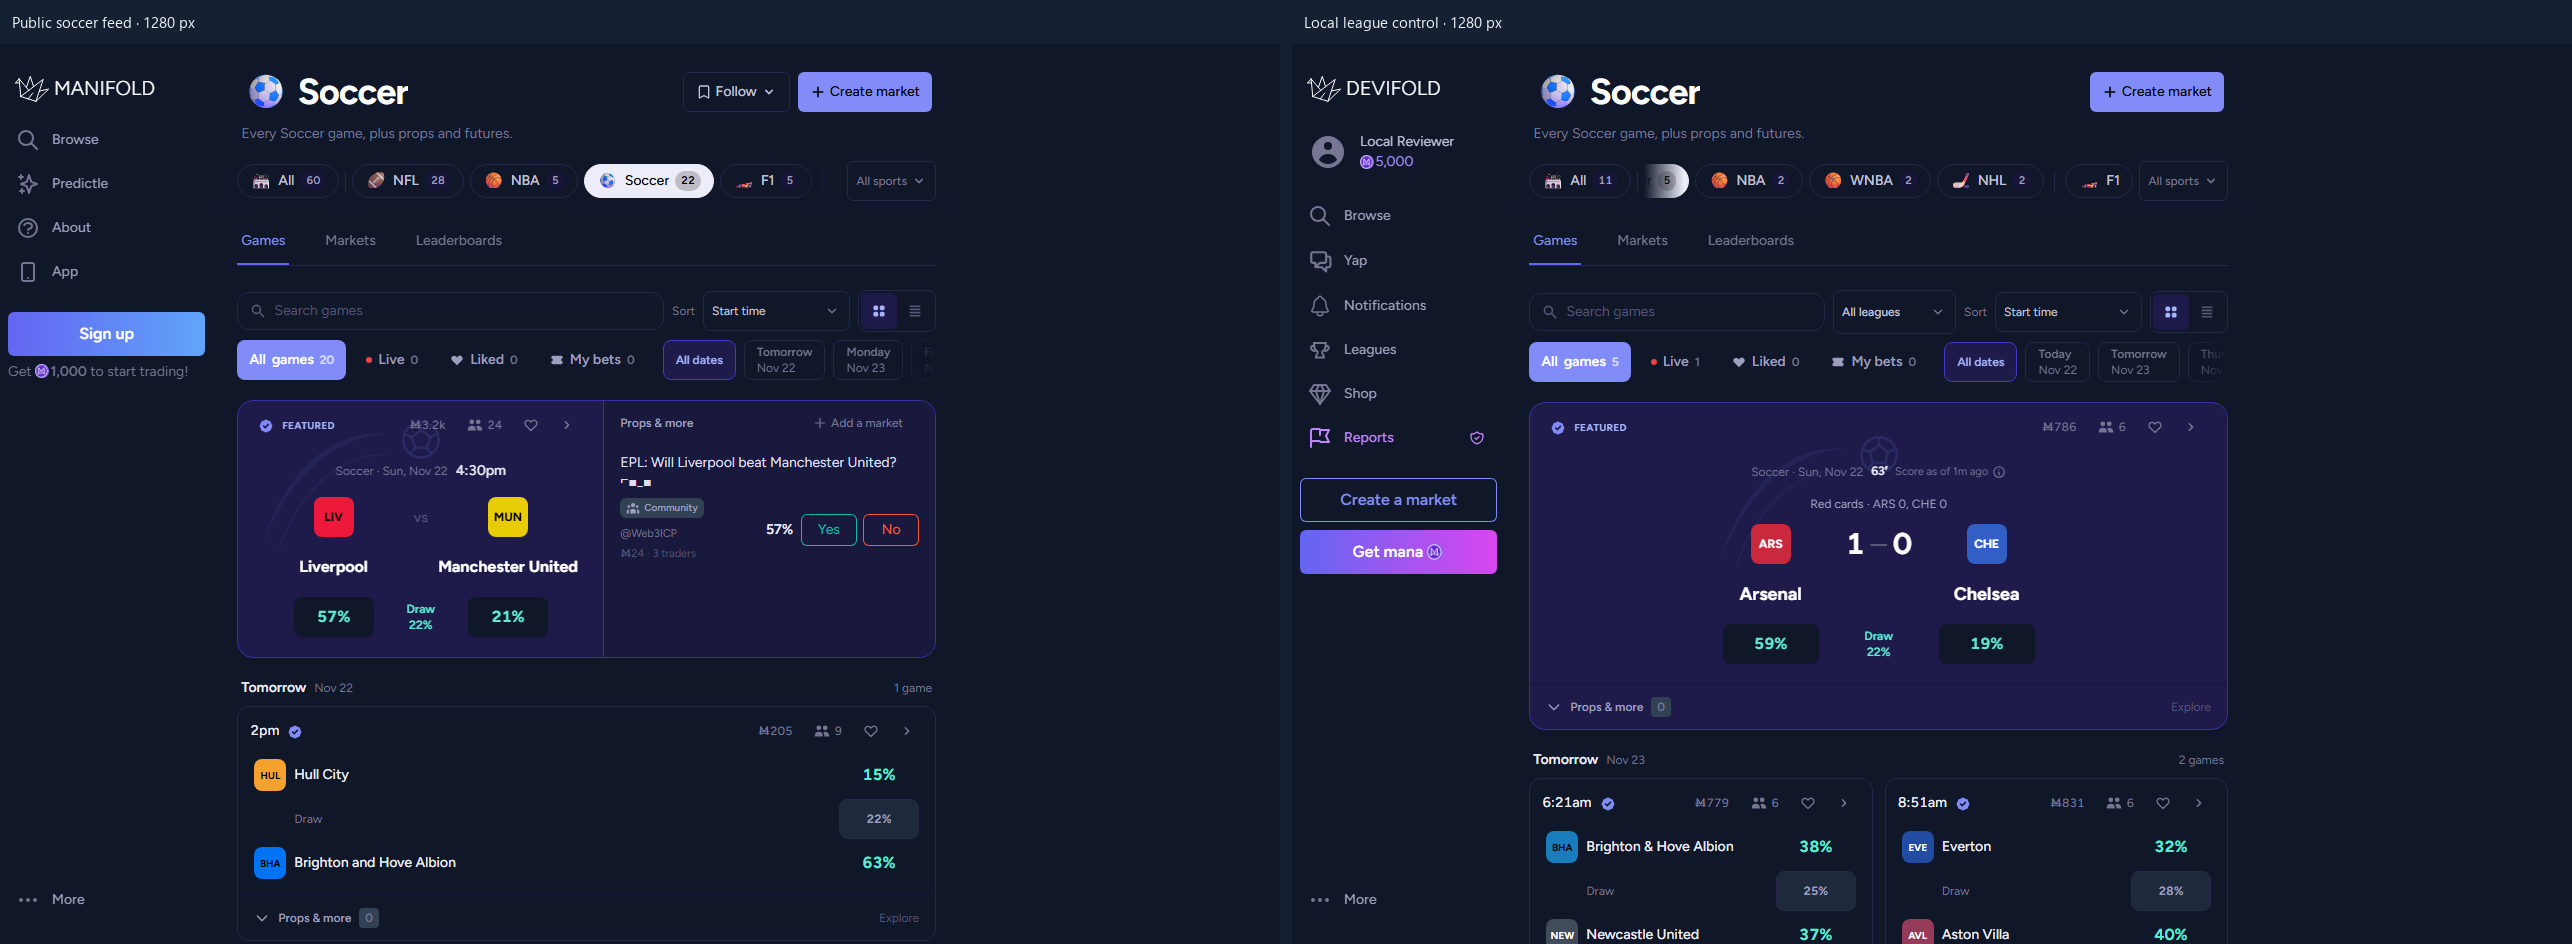 Public soccer feed · 1280 px
MANIFOLD
Browse
Predictle
About
App
Sign up
Get 1,000 to start trading!
More
Soccer
Follow
+ Create market
Every Soccer game, plus props and futures.
All 60
NFL 28
NBA 5
Soccer 22
F1 5
All sports
Games
Markets
Leaderboards
Search games
Sort
Start time
All games 20
Live 0
Liked 0
My bets 0
All dates
Tomorrow
Nov 22
Monday
Nov 23
FEATURED
Ϻ3.2k
24
Soccer · Sun, Nov 22 4:30pm
LIV
vs
MUN
Liverpool
Manchester United
57%
Draw
22%
21%
Props & more
+ Add a market
EPL: Will Liverpool beat Manchester United?
Community
@Web3ICP
Ϻ24 · 3 traders
57%
Yes
No
Tomorrow Nov 22
1 game
2pm
Ϻ205
9
HUL Hull City 15%
Draw 22%
BHA Brighton and Hove Albion 63%
Props & more 0
Explore
Local league control · 1280 px
DEVIFOLD
Local Reviewer
5,000
Browse
Yap
Notifications
Leagues
Shop
Reports
Create a market
Get mana
More
Soccer
+ Create market
Every Soccer game, plus props and futures.
All 11
r 5
NBA 2
WNBA 2
NHL 2
F1
All sports
Games
Markets
Leaderboards
Search games
All leagues
Sort
Start time
All games 5
Live 1
Liked 0
My bets 0
All dates
Today
Nov 22
Tomorrow
Nov 23
Thu
Nov
FEATURED
Ϻ786
6
Soccer · Sun, Nov 22 63' Score as of 1m ago
Red cards · ARS 0, CHE 0
ARS
1 – 0
CHE
Arsenal
Chelsea
59%
Draw
22%
19%
Props & more 0
Explore
Tomorrow Nov 23
2 games
6:21am
Ϻ779
6
BHA Brighton & Hove Albion 38%
Draw 25%
NEW Newcastle United 37%
8:51am
Ϻ831
6
EVE Everton 32%
Draw 28%
AVL Aston Villa 40%